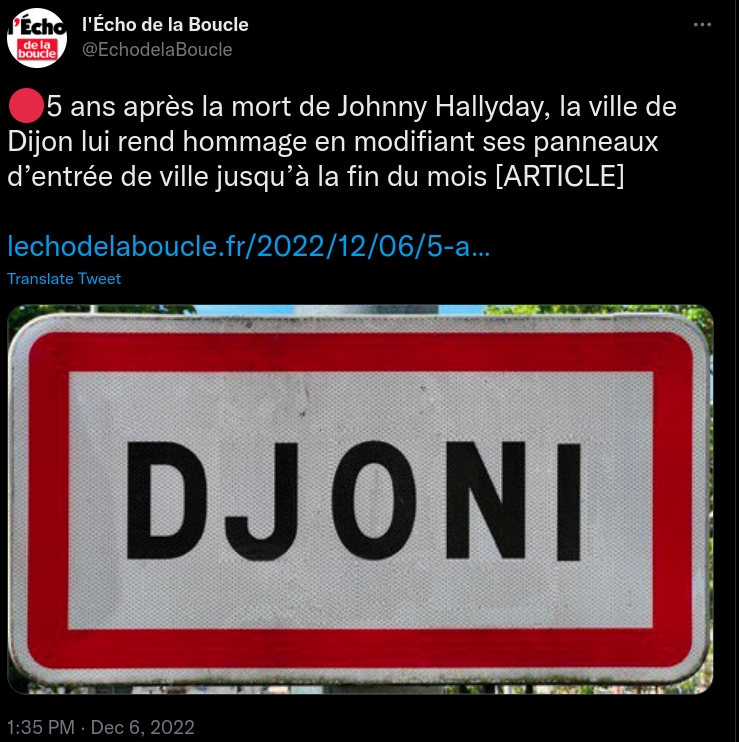 l'Écho
de la
boucle
l'Écho de la Boucle
@EchodelaBoucle
5 ans après la mort de Johnny Hallyday, la ville de
Dijon lui rend hommage en modifiant ses panneaux
d’entrée de ville jusqu’à la fin du mois [ARTICLE]
lechodelaboucle.fr/2022/12/06/5-a…
Translate Tweet
DJONI
1:35 PM · Dec 6, 2022